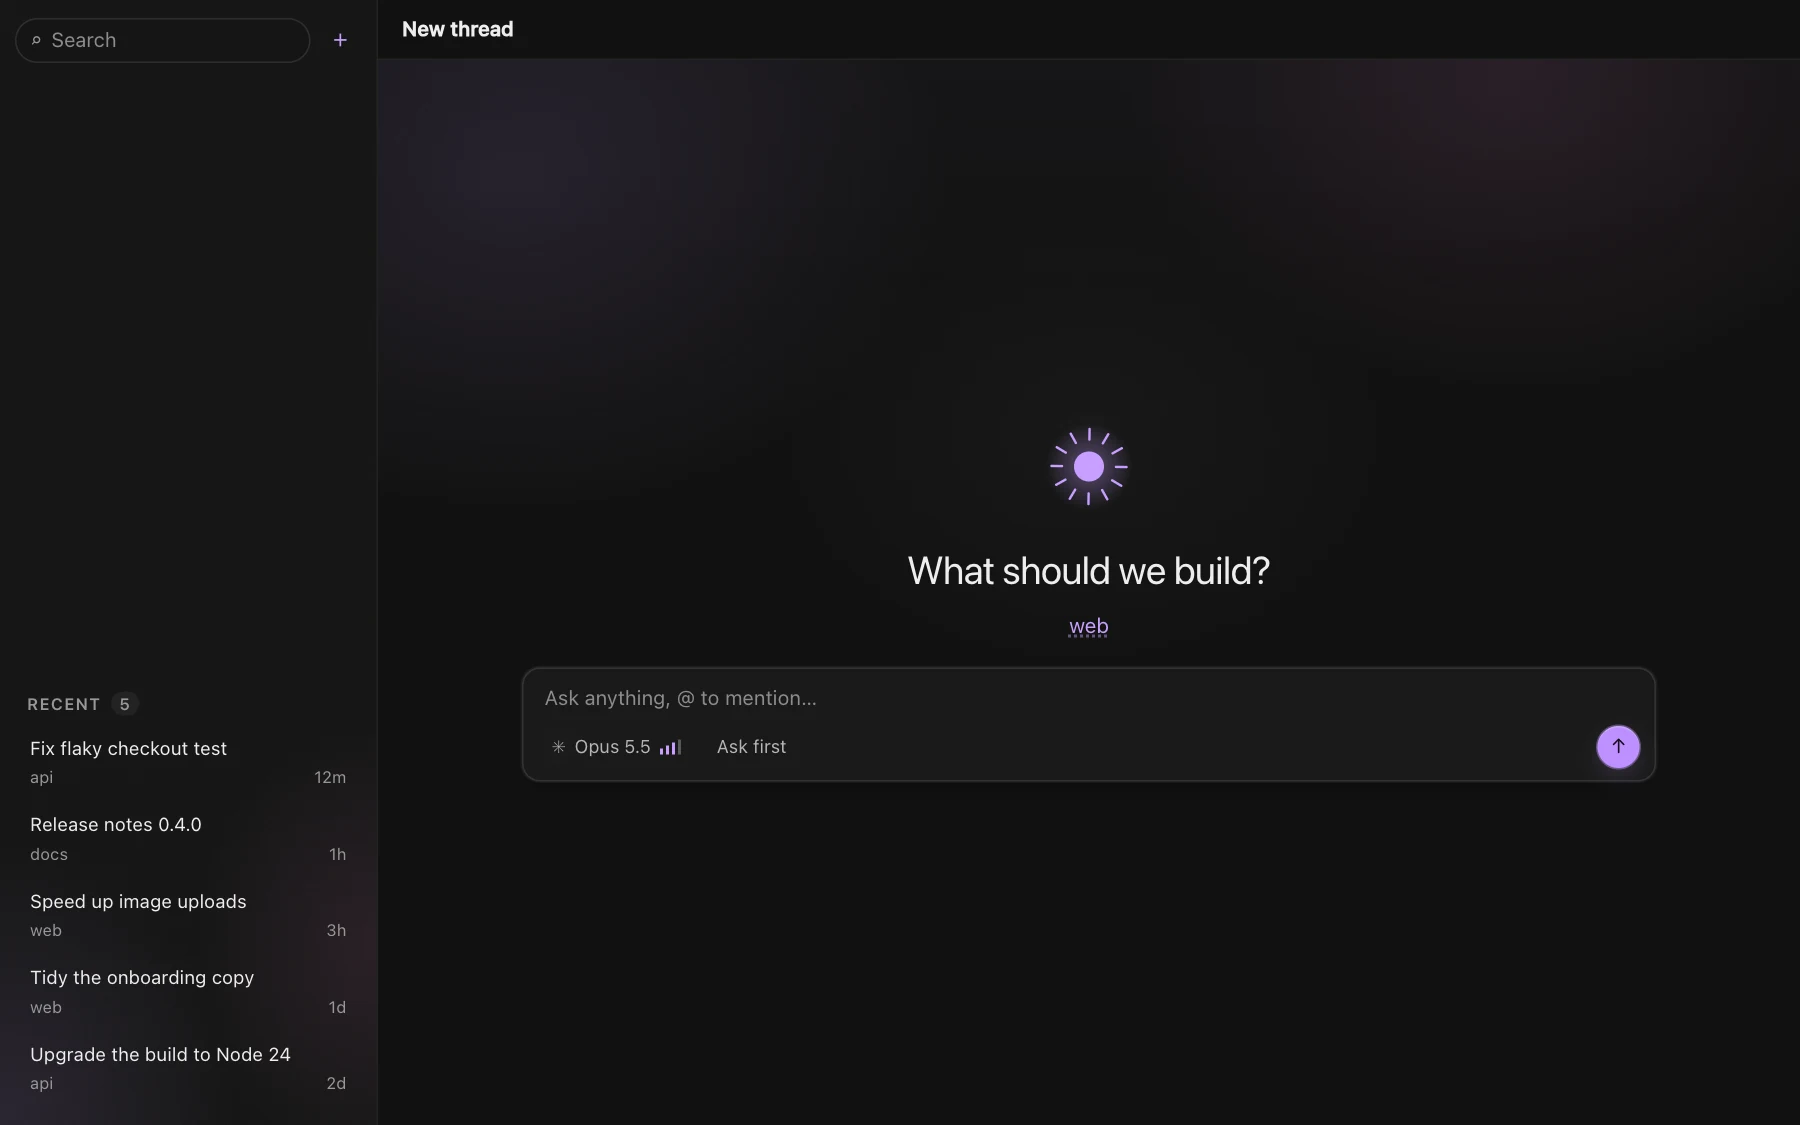 Search
+
New thread
What should we build?
web
Ask anything, @ to mention...
Opus 5.5
Ask first
RECENT 5
Fix flaky checkout test
api 12m
Release notes 0.4.0
docs 1h
Speed up image uploads
web 3h
Tidy the onboarding copy
web 1d
Upgrade the build to Node 24
api 2d